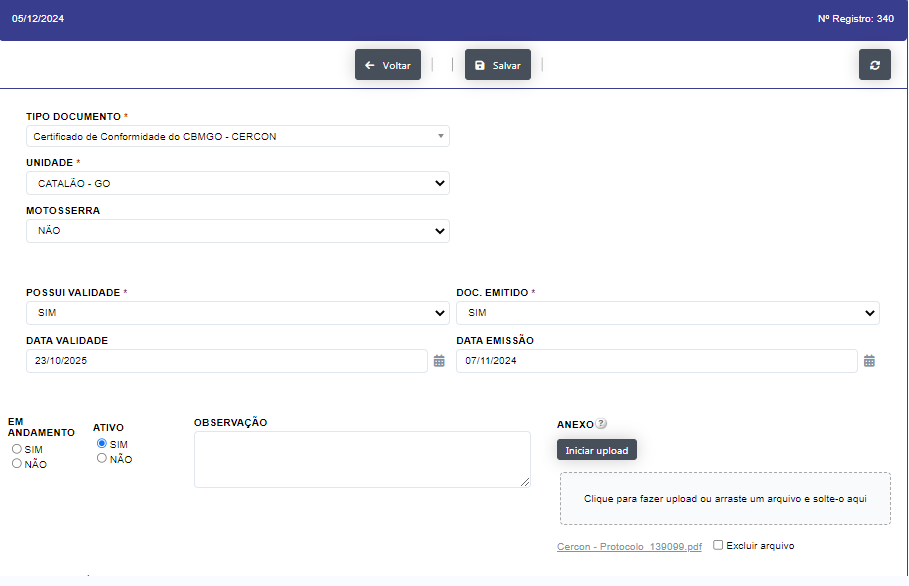 05/12/2024 Nº Registro: 340
Voltar Salvar
TIPO DOCUMENTO *
Certificado de Conformidade do CBMGO - CERCON
UNIDADE *
CATALÃO - GO
MOTOSSERRA
NÃO
POSSUI VALIDADE * DOC. EMITIDO *
SIM SIM
DATA VALIDADE DATA EMISSÃO
23/10/2025 07/11/2024
EM ANDAMENTO
SIM
NÃO
ATIVO
SIM
NÃO
OBSERVAÇÃO
ANEXO ?
Iniciar upload
Clique para fazer upload ou arraste um arquivo e solte-o aqui
Cercon - Protocolo_139099.pdf Excluir arquivo